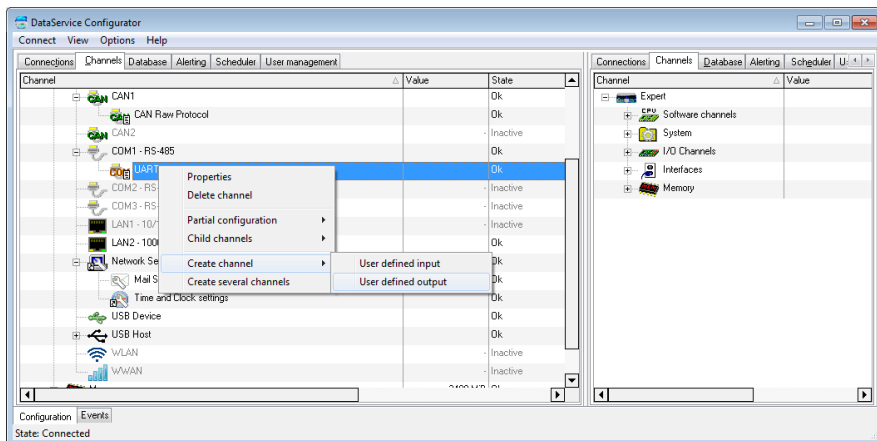 DataService Configurator
Connect View Options Help
Connections Channels Database Alerting Scheduler User management
Channel Value State
CAN1 Ok
CAN Raw Protocol Ok
CAN2 - Inactive
COM1 - RS-485 Ok
UART Ok
COM2 - RS- - Inactive
COM3 - RS- - Inactive
LAN1 - 10/1 - Inactive
LAN2 - 100 Ok
Network Se Ok
Mail S Ok
Time and Clock settings Ok
USB Device Ok
USB Host Ok
WLAN - Inactive
WWAN - Inactive
Properties
Delete channel
Partial configuration
Child channels
Create channel
Create several channels
User defined input
User defined output
Connections Channels Database Alerting Scheduler U
Channel Value
Expert
Software channels
System
I/O Channels
Interfaces
Memory
Configuration Events
State: Connected